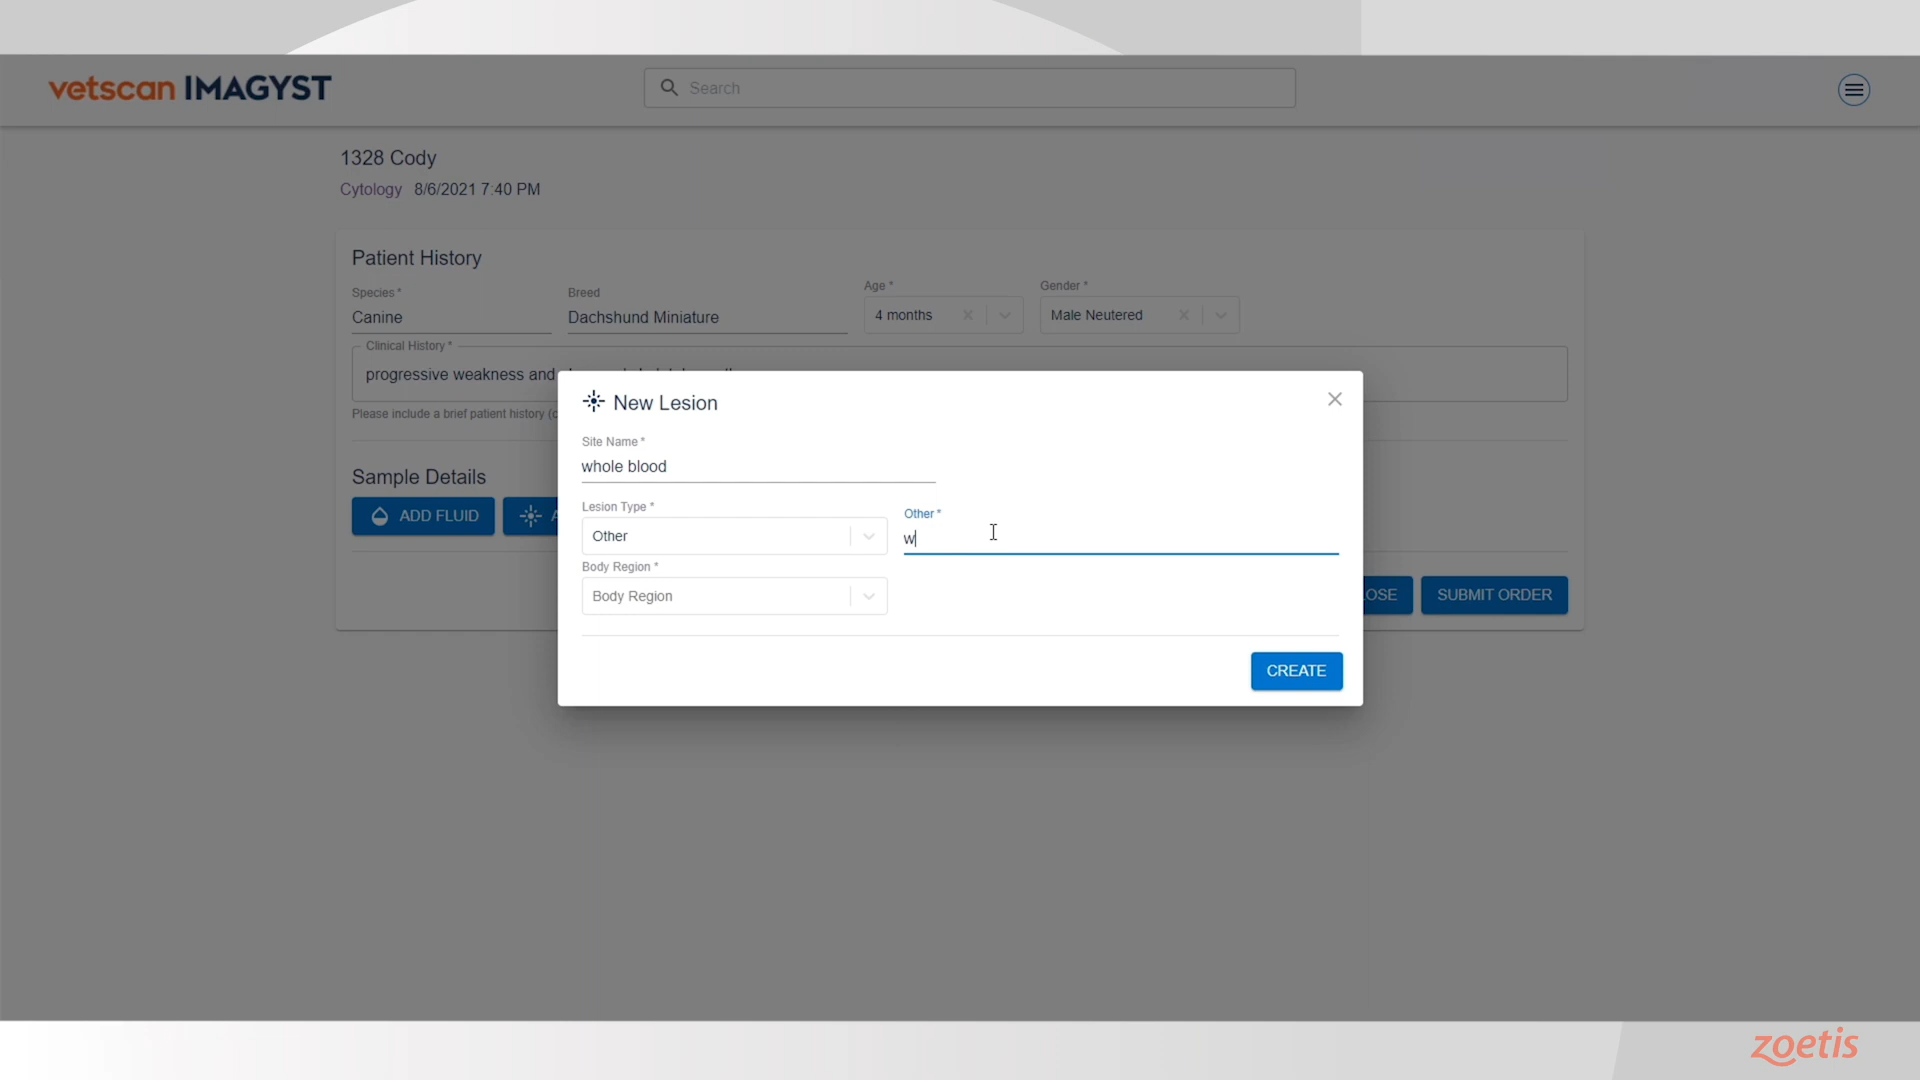 vetscan IMAGYST
Search
1328 Cody
Cytology 8/6/2021 7:40 PM
Patient History
Species *
Breed
Age *
Gender *
Canine
Dachshund Miniature
4 months
Male Neutered
Clinical History *
progressive weakness and
Please include a brief patient history (
Sample Details
ADD FLUID
A
New Lesion
Site Name *
whole blood
Lesion Type *
Other
Other *
w
Body Region *
Body Region
CREATE
OSE
SUBMIT ORDER
zoetis